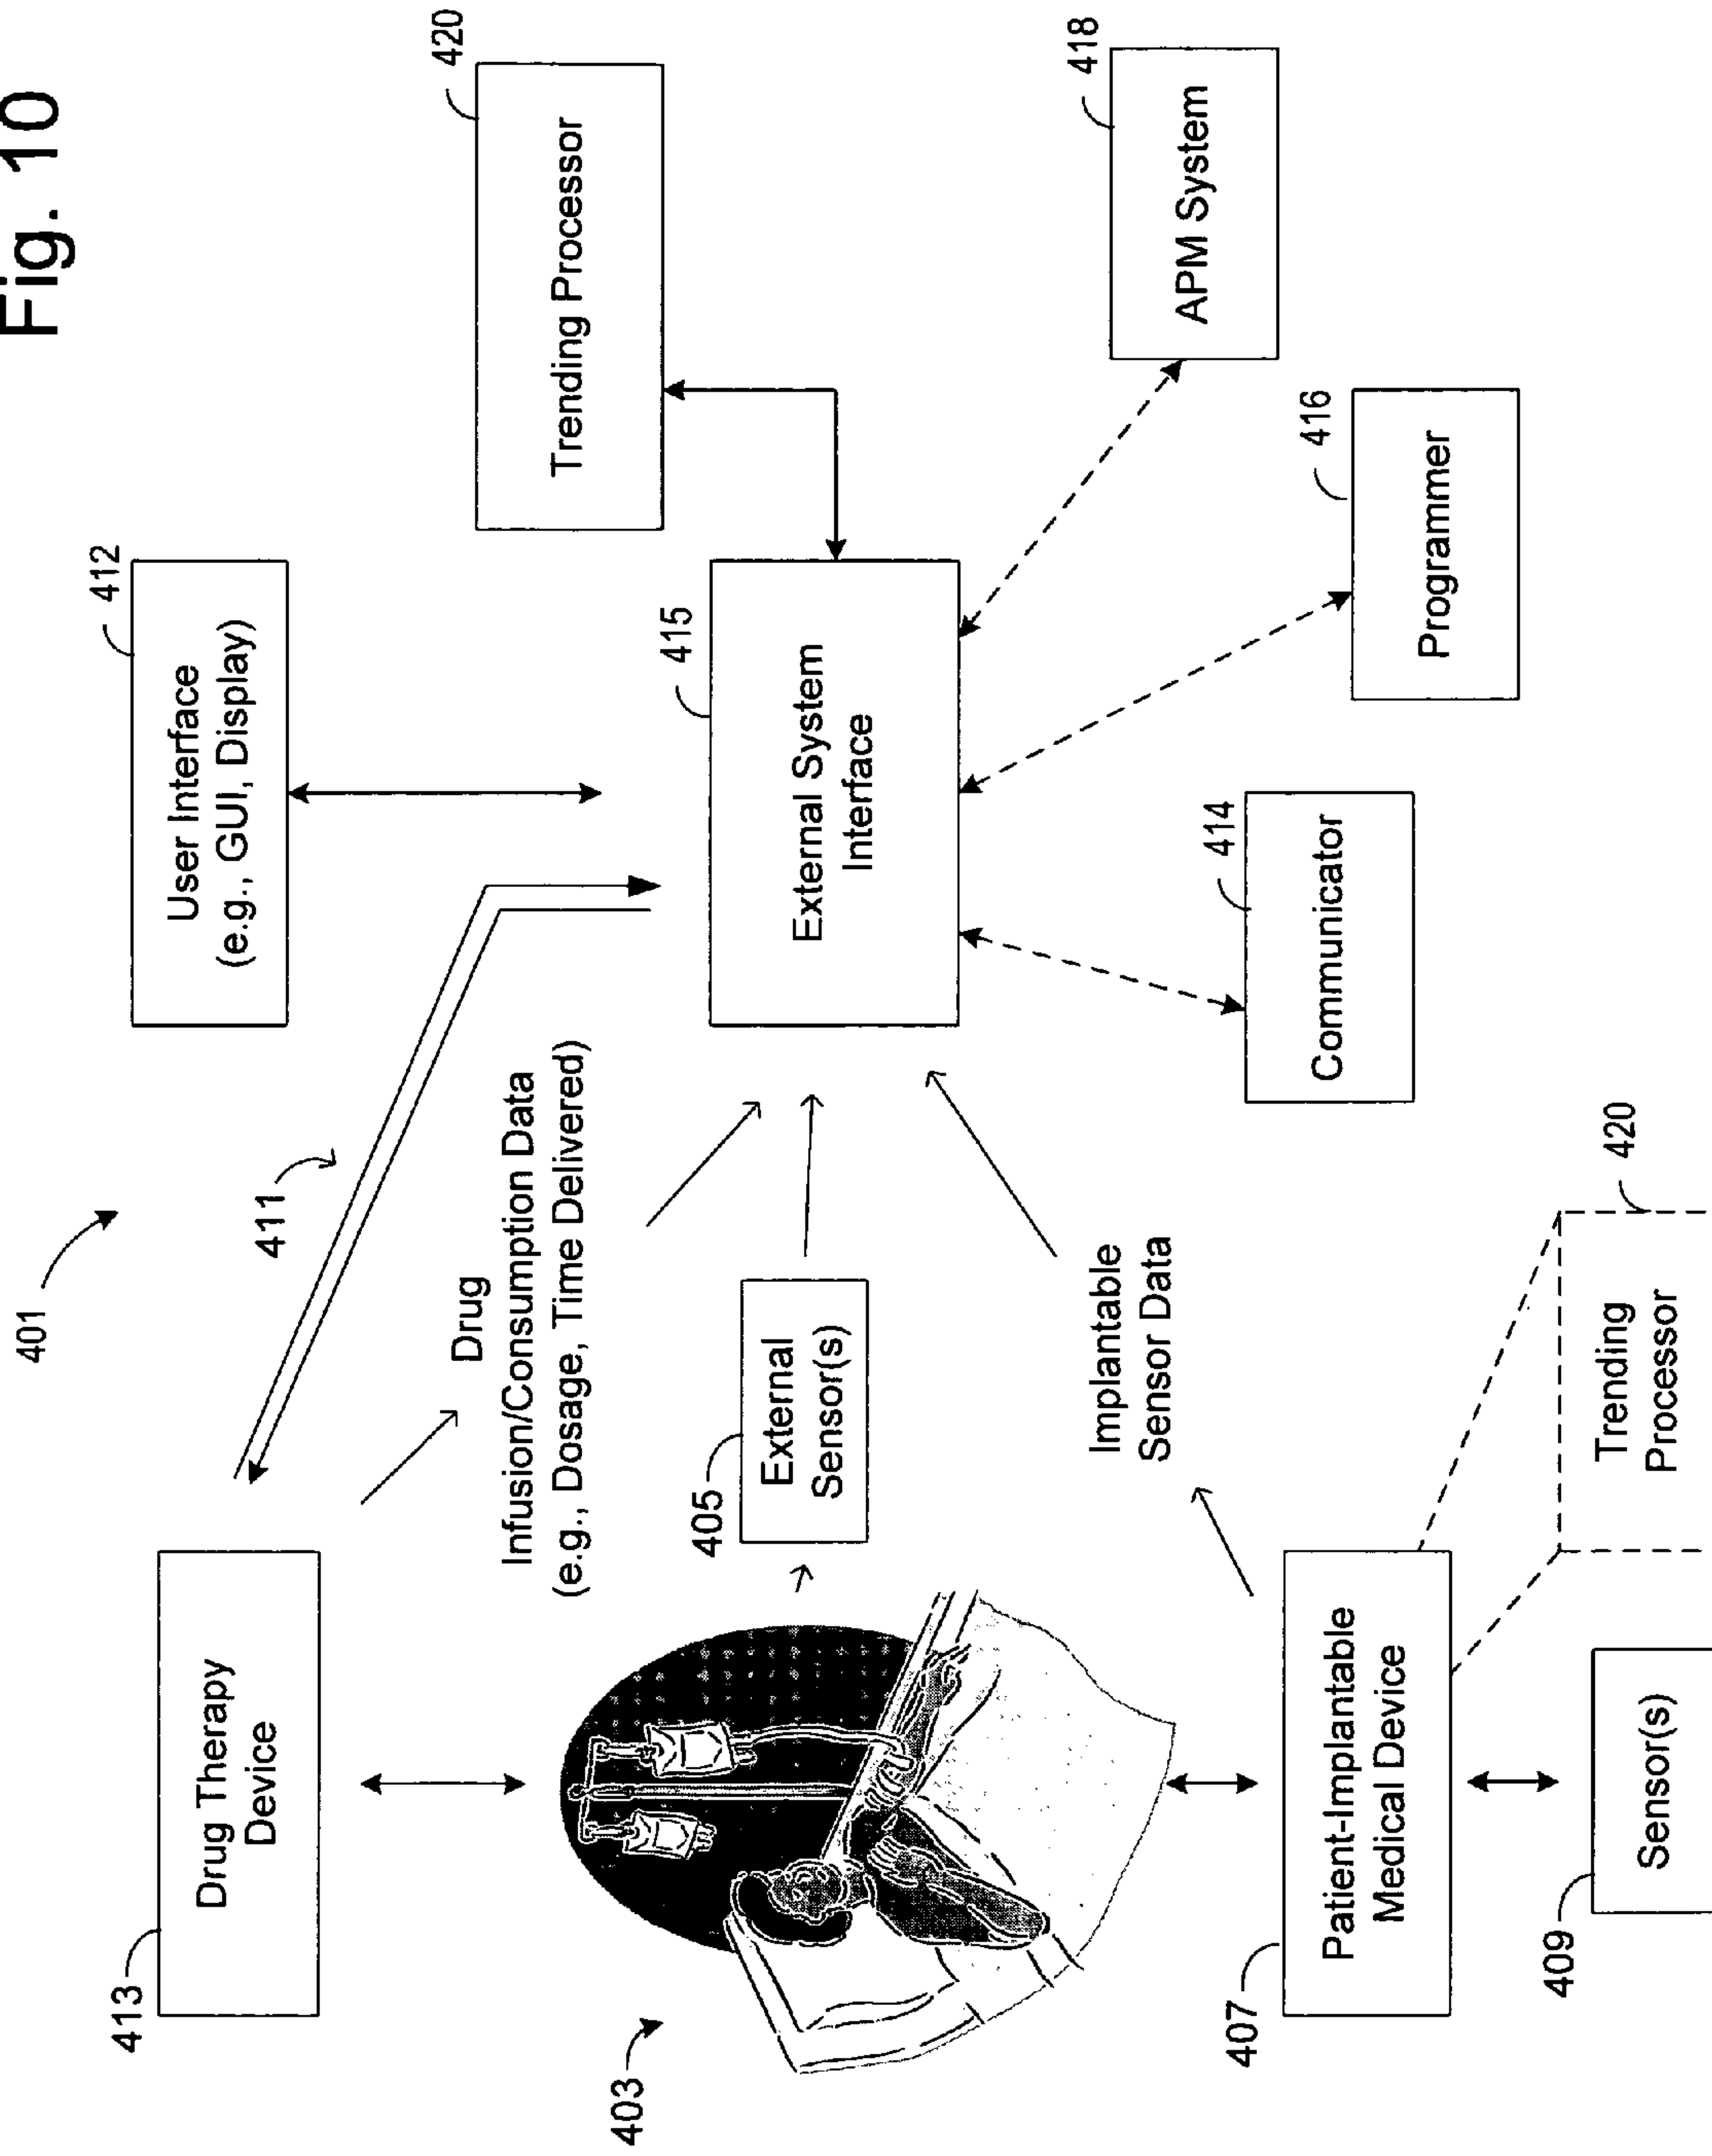 Fig. 10
401
413
Drug Therapy
Device
411
412
User Interface
(e.g., GUI, Display)
420
Trending Processor
Drug
Infusion/Consumption Data
(e.g., Dosage, Time Delivered)
403
405
External
Sensor(s)
415
External System
Interface
Implantable
Sensor Data
407
Patient-Implantable
Medical Device
409
Sensor(s)
420
Trending
Processor
414
Communicator
416
Programmer
418
APM System